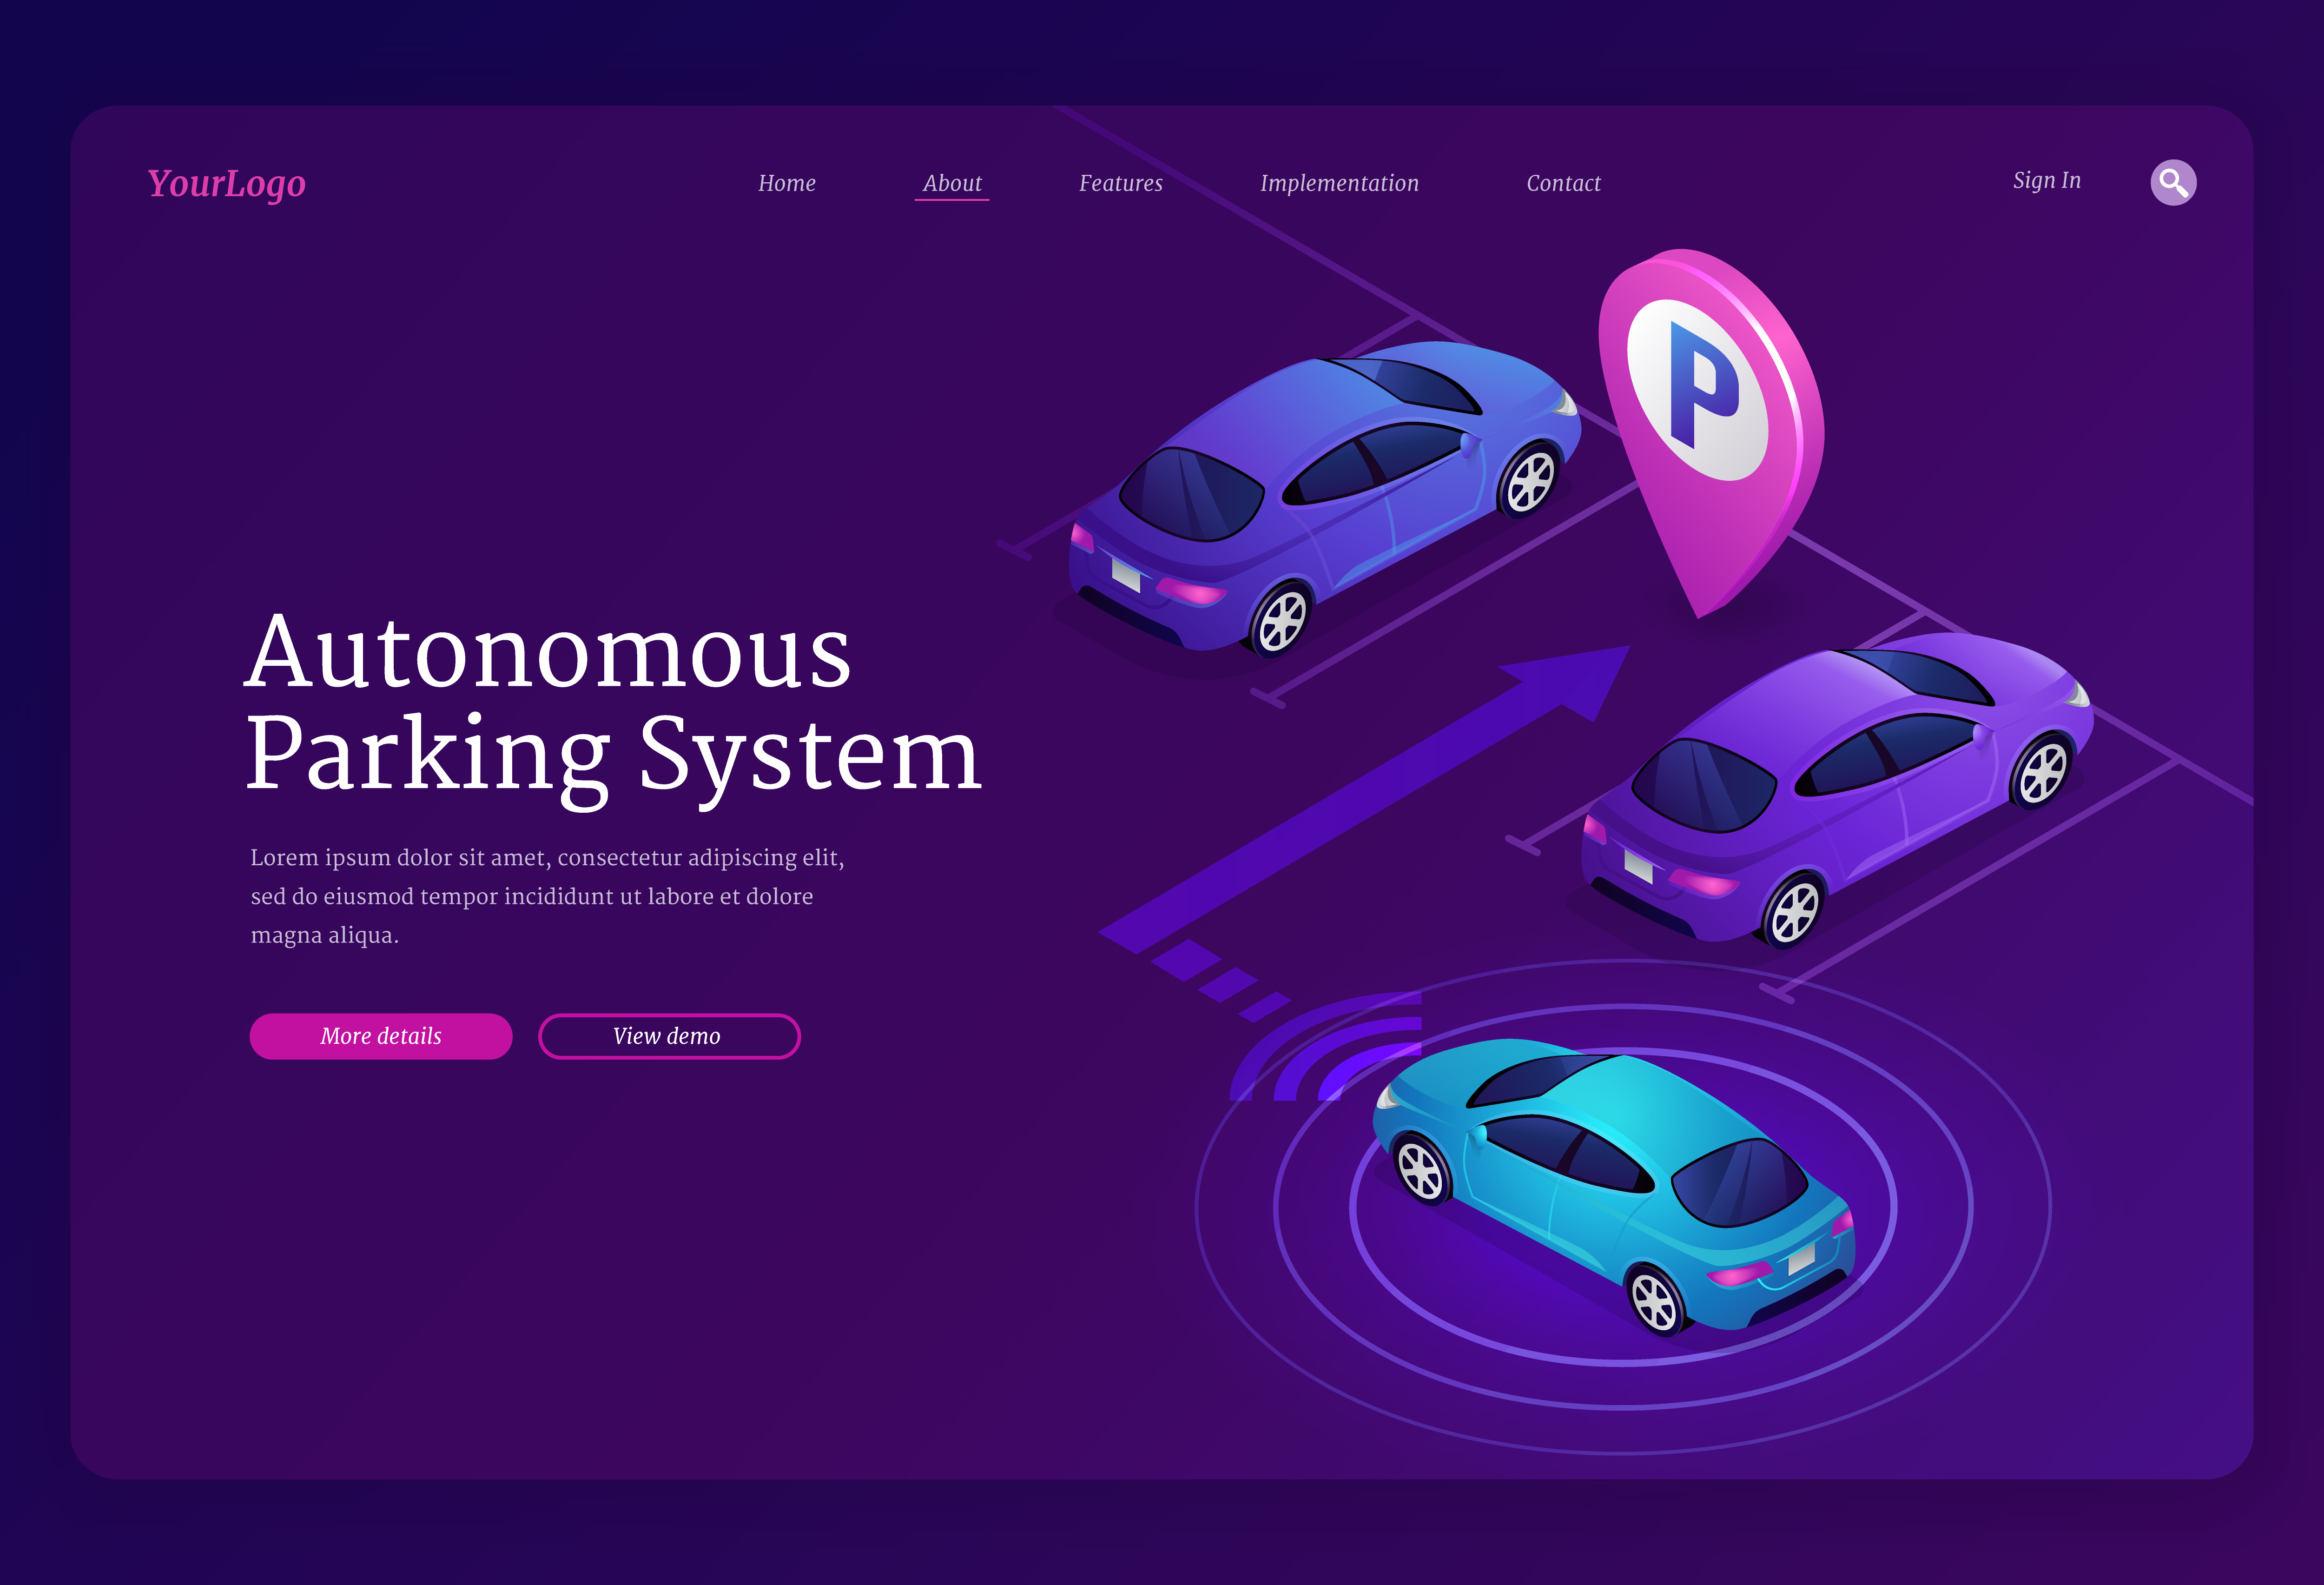 YourLogo
Home About Features Implementation Contact Sign In
P
Autonomous
Parking System
Lorem ipsum dolor sit amet, consectetur adipiscing elit,
sed do eiusmod tempor incididunt ut labore et dolore
magna aliqua.
More details View demo